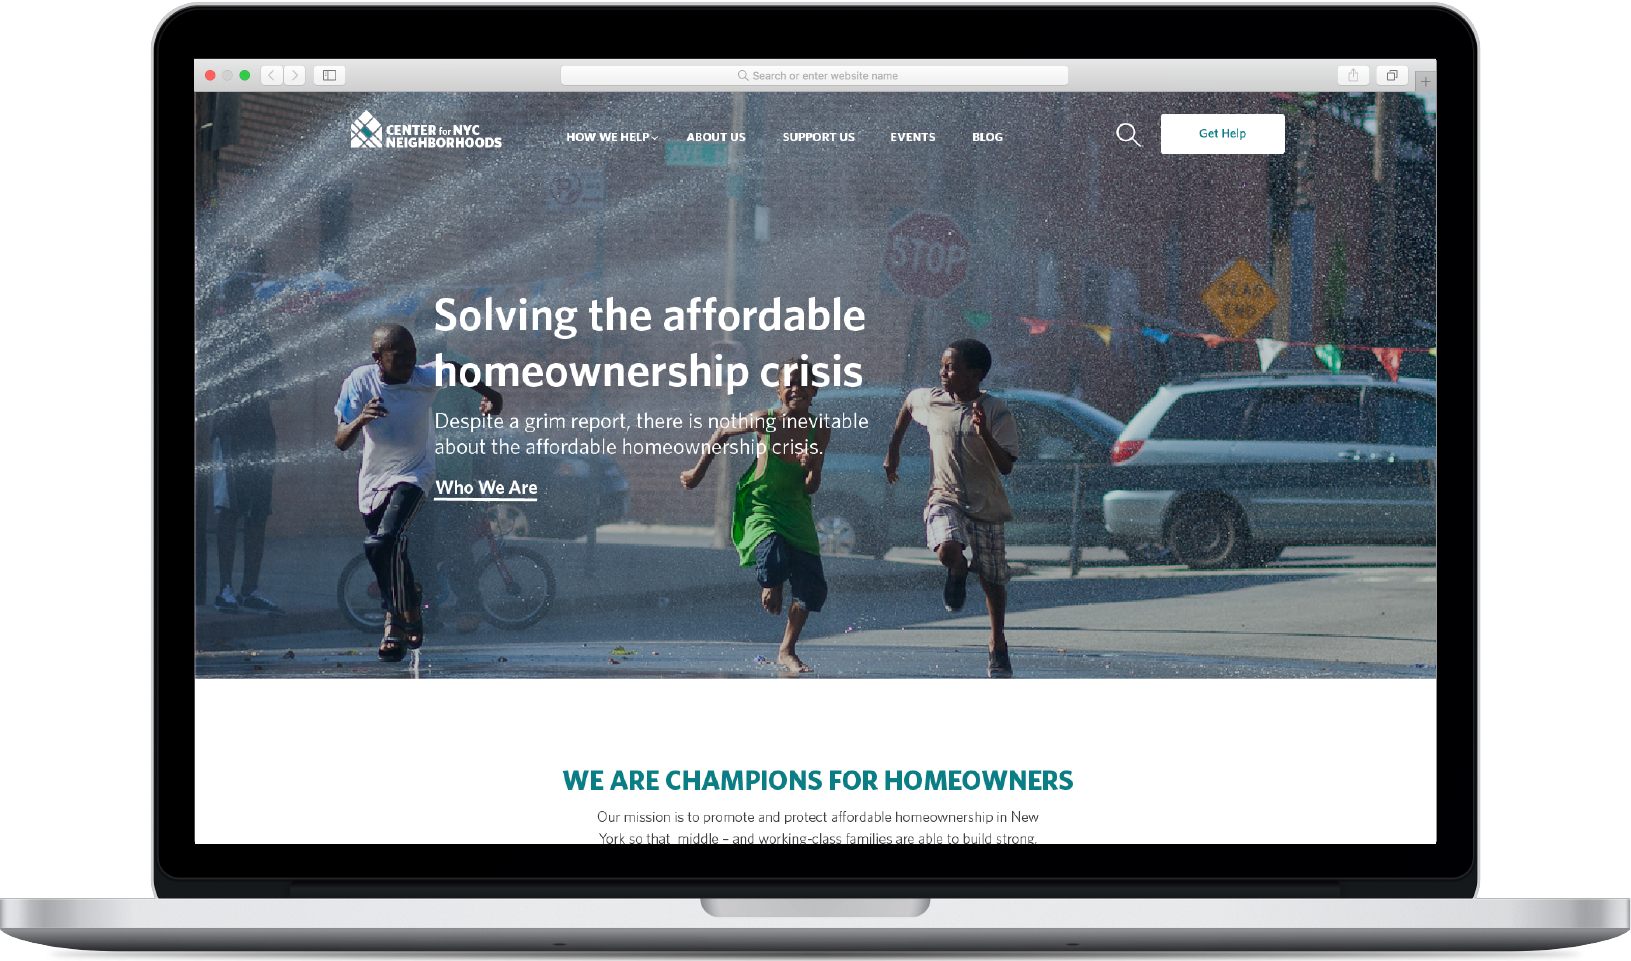 Search or enter website name
CENTER for NYC
NEIGHBORHOODS
HOW WE HELP
ABOUT US
SUPPORT US
EVENTS
BLOG
Get Help
STOP
DEAD
END
Solving the affordable
homeownership crisis
Despite a grim report, there is nothing inevitable
about the affordable homeownership crisis.
Who We Are
WE ARE CHAMPIONS FOR HOMEOWNERS
Our mission is to promote and protect affordable homeownership in New
York so that middle – and working-class families are able to build strong,